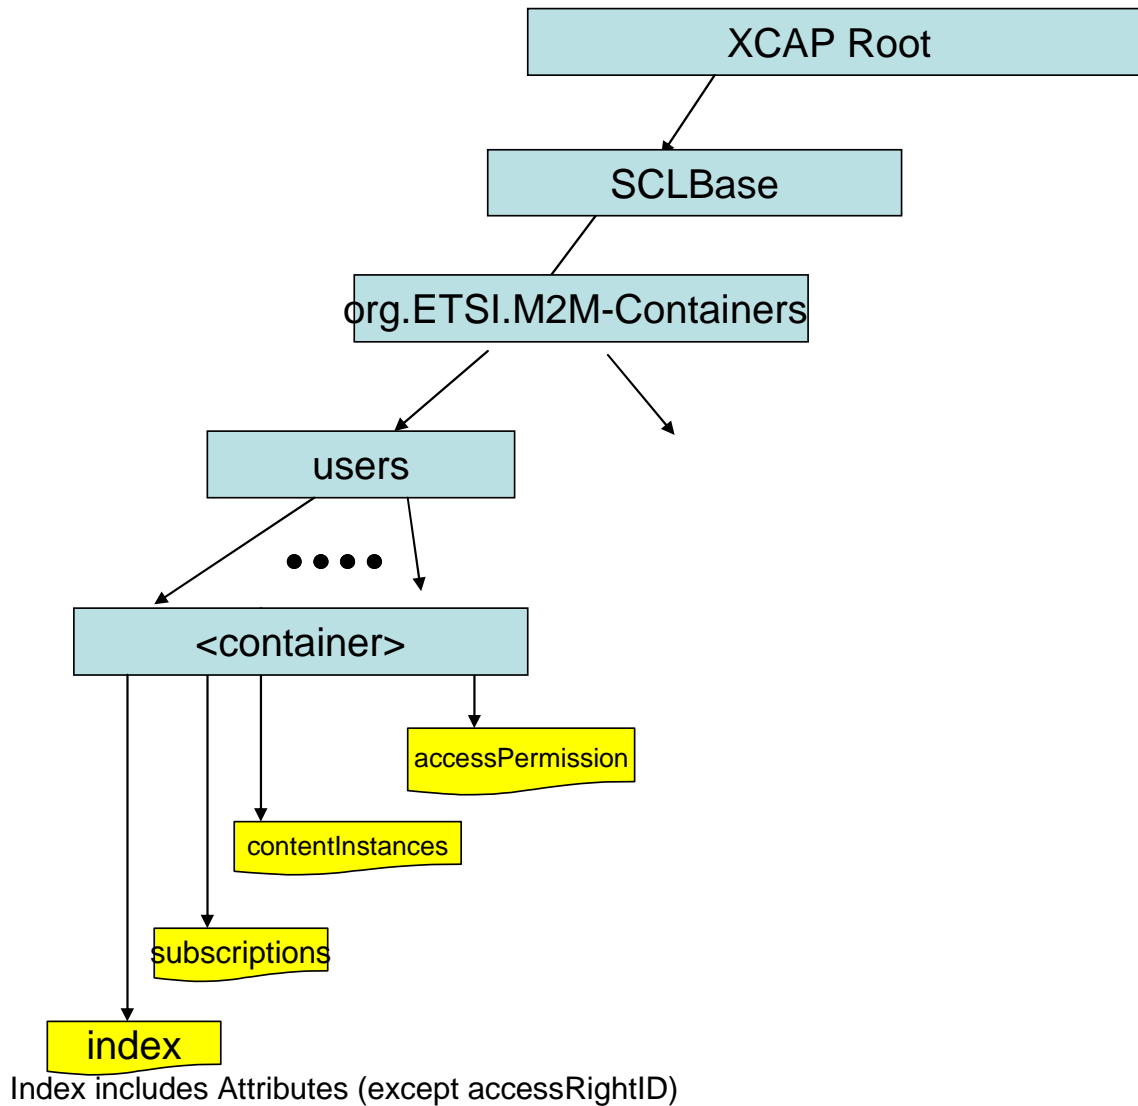 XCAP Root
SCLBase
org.ETSI.M2M-Containers
users
<container>
accessPermission
contentInstances
subscriptions
index
Index includes Attributes (except accessRightID)